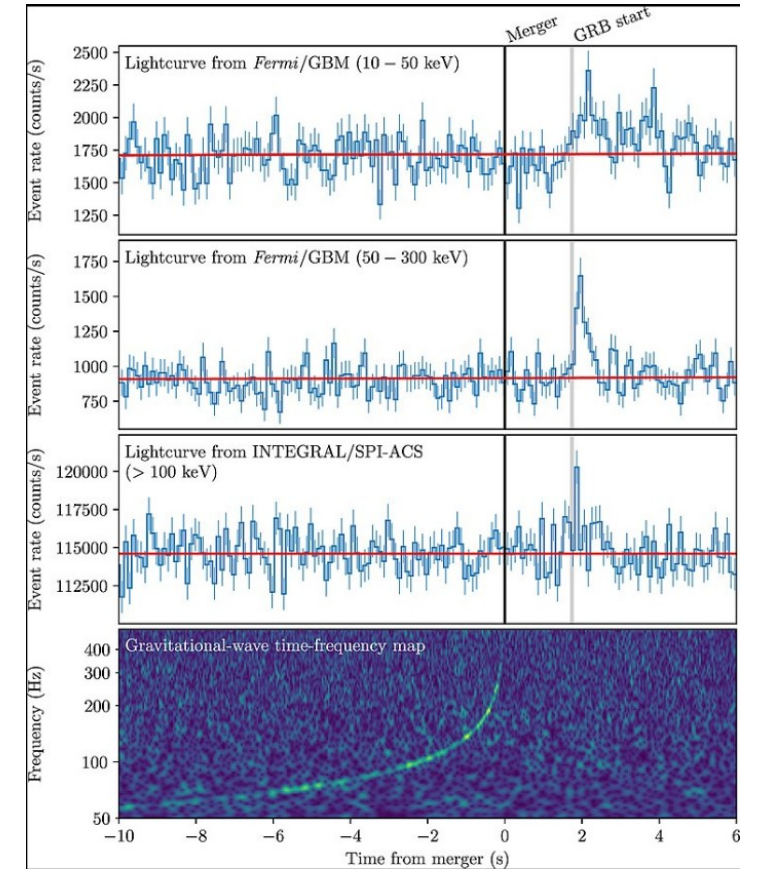 Merger
GRB start
2500
2250
2000
1750
1500
1250
Event rate (counts/s)
Lightcurve from Fermi/GBM (10 − 50 keV)
1750
1500
1250
1000
750
Event rate (counts/s)
Lightcurve from Fermi/GBM (50 − 300 keV)
120000
117500
115000
112500
Event rate (counts/s)
Lightcurve from INTEGRAL/SPI-ACS
(> 100 keV)
400
300
200
100
50
Frequency (Hz)
Gravitational-wave time-frequency map
−10 −8 −6 −4 −2 0 2 4 6
Time from merger (s)